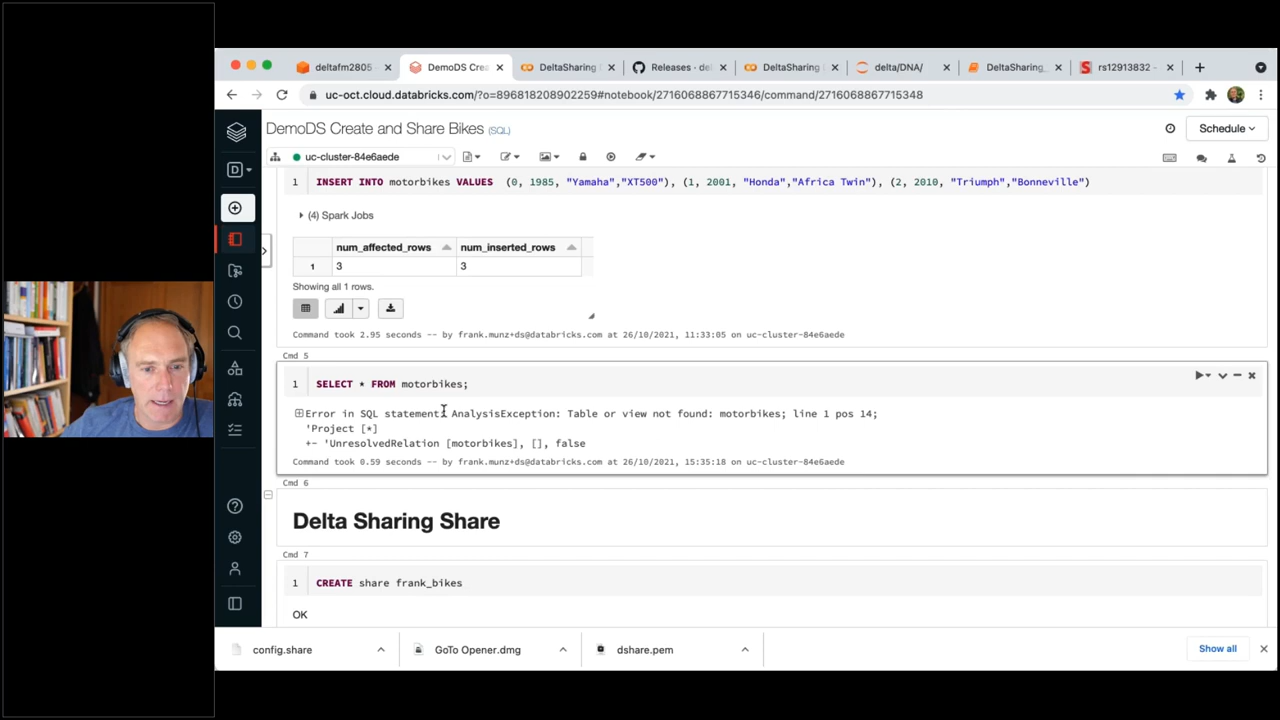 deltafm2805
DemoDS Crea
DeltaSharing
Releases · del
DeltaSharing
delta/DNA/
DeltaSharing_
rs12913832 -
uc-oct.cloud.databricks.com/?o=896818208902259#notebook/2716068867715346/command/2716068867715348
DemoDS Create and Share Bikes (SQL)
Schedule
D
uc-cluster-84e6aede
1 INSERT INTO motorbikes VALUES (0, 1985, "Yamaha","XT500"), (1, 2001, "Honda","Africa Twin"), (2, 2010, "Triumph","Bonneville")
(4) Spark Jobs
num_affected_rows num_inserted_rows
1 3 3
Showing all 1 rows.
Command took 2.95 seconds -- by frank.munz+ds@databricks.com at 26/10/2021, 11:33:05 on uc-cluster-84e6aede
Cmd 5
1 SELECT * FROM motorbikes;
Error in SQL statement: AnalysisException: Table or view not found: motorbikes; line 1 pos 14;
'Project [*]
+- 'UnresolvedRelation [motorbikes], [], false
Command took 0.59 seconds -- by frank.munz+ds@databricks.com at 26/10/2021, 15:35:18 on uc-cluster-84e6aede
Cmd 6
Delta Sharing Share
Cmd 7
1 CREATE share frank_bikes
OK
config.share
GoTo Opener.dmg
dshare.pem
Show all